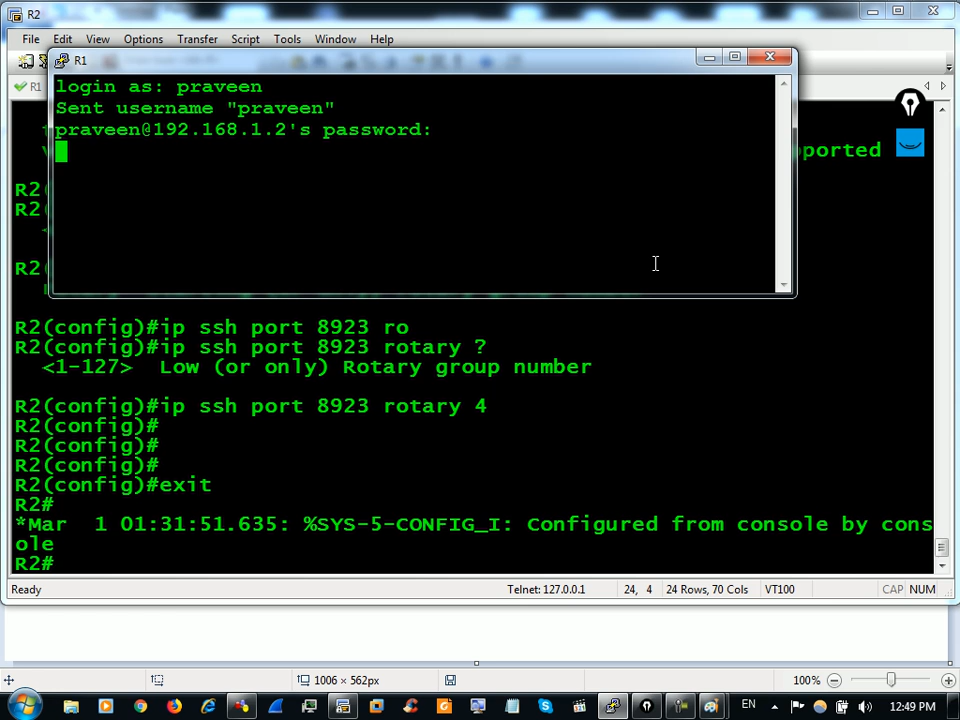 R2
File Edit View Options Transfer Script Tools Window Help
R1
R1
login as: praveen
Sent username "praveen"
praveen@192.168.1.2's password:
pported
R2
R2
R2
R2(config)#ip ssh port 8923 ro
R2(config)#ip ssh port 8923 rotary ?
<1-127> Low (or only) Rotary group number
R2(config)#ip ssh port 8923 rotary 4
R2(config)#
R2(config)#
R2(config)#
R2(config)#exit
R2#
*Mar 1 01:31:51.635: %SYS-5-CONFIG_I: Configured from console by cons
ole
R2#
Ready Telnet: 127.0.0.1 24, 4 24 Rows, 70 Cols VT100 CAP NUM
1006 × 562px 100%
EN 12:49 PM